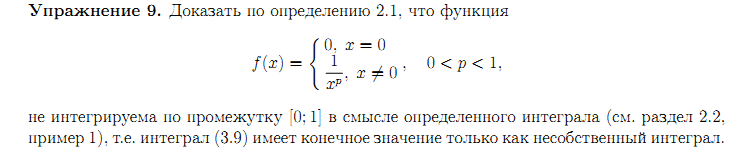 Упражнение 9. Доказать по определению 2.1, что функция
f(x) = { 0, x = 0
1/x^p, x ≠ 0 , 0 < p < 1,
не интегрируема по промежутку [0; 1] в смысле определенного интеграла (см. раздел 2.2,
пример 1), т.е. интеграл (3.9) имеет конечное значение только как несобственный интеграл.